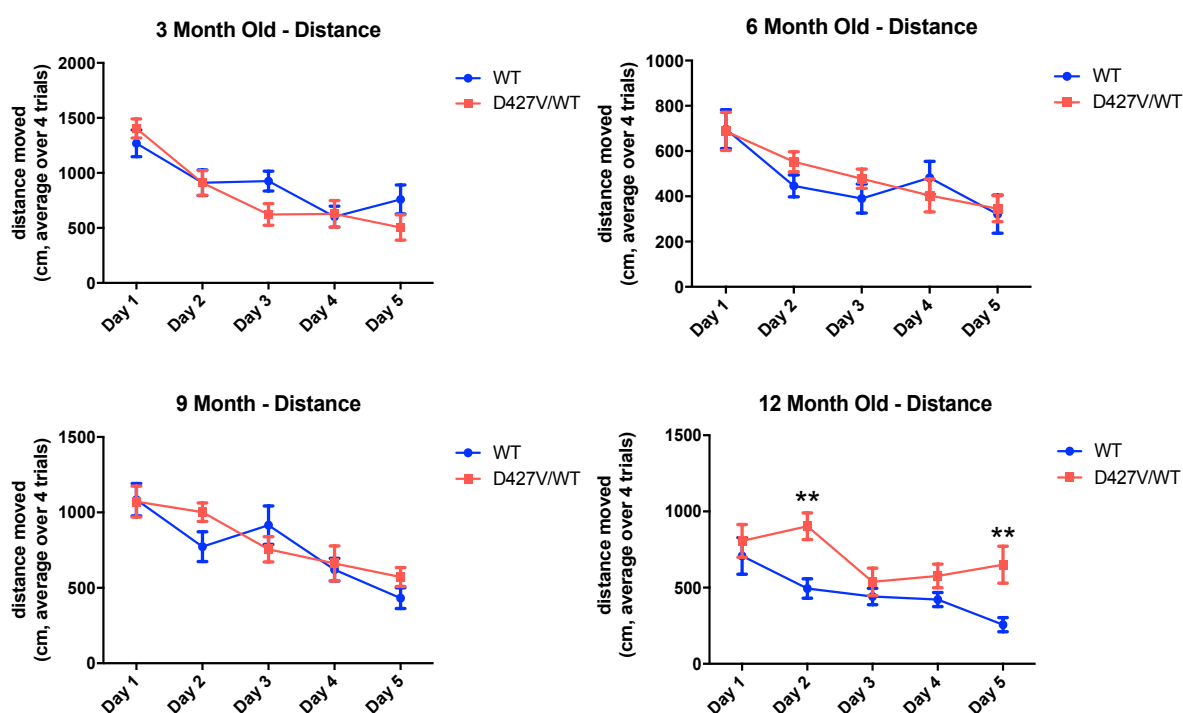 3 Month Old - Distance
2000
1500
1000
500
0
distance moved
(cm, average over 4 trials)
Day 1
Day 2
Day 3
Day 4
Day 5
WT
D427V/WT
6 Month Old - Distance
1000
800
600
400
200
0
distance moved
(cm, average over 4 trials)
Day 1
Day 2
Day 3
Day 4
Day 5
WT
D427V/WT
9 Month - Distance
1500
1000
500
0
distance moved
(cm, average over 4 trials)
Day 1
Day 2
Day 3
Day 4
Day 5
WT
D427V/WT
12 Month Old - Distance
1500
1000
500
0
distance moved
(cm, average over 4 trials)
**
**
Day 1
Day 2
Day 3
Day 4
Day 5
WT
D427V/WT